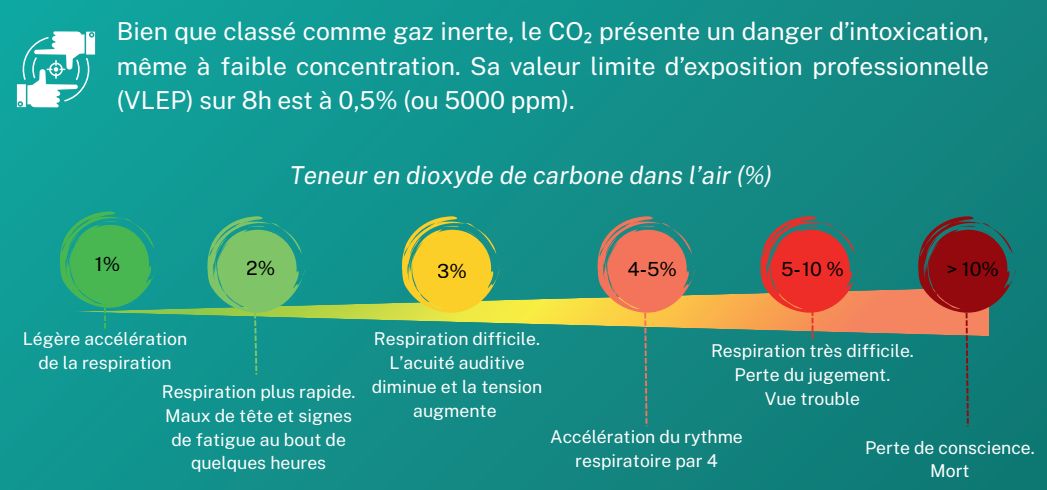 Bien que classé comme gaz inerte, le CO₂ présente un danger d’intoxication,
même à faible concentration. Sa valeur limite d’exposition professionnelle
(VLEP) sur 8h est à 0,5% (ou 5000 ppm).
Teneur en dioxyde de carbone dans l’air (%)
1%
2%
3%
4-5%
5-10 %
> 10%
Légère accélération
de la respiration
Respiration plus rapide.
Maux de tête et signes
de fatigue au bout de
quelques heures
Respiration difficile.
L’acuité auditive
diminue et la tension
augmente
Accélération du rythme
respiratoire par 4
Respiration très difficile.
Perte du jugement.
Vue trouble
Perte de conscience.
Mort